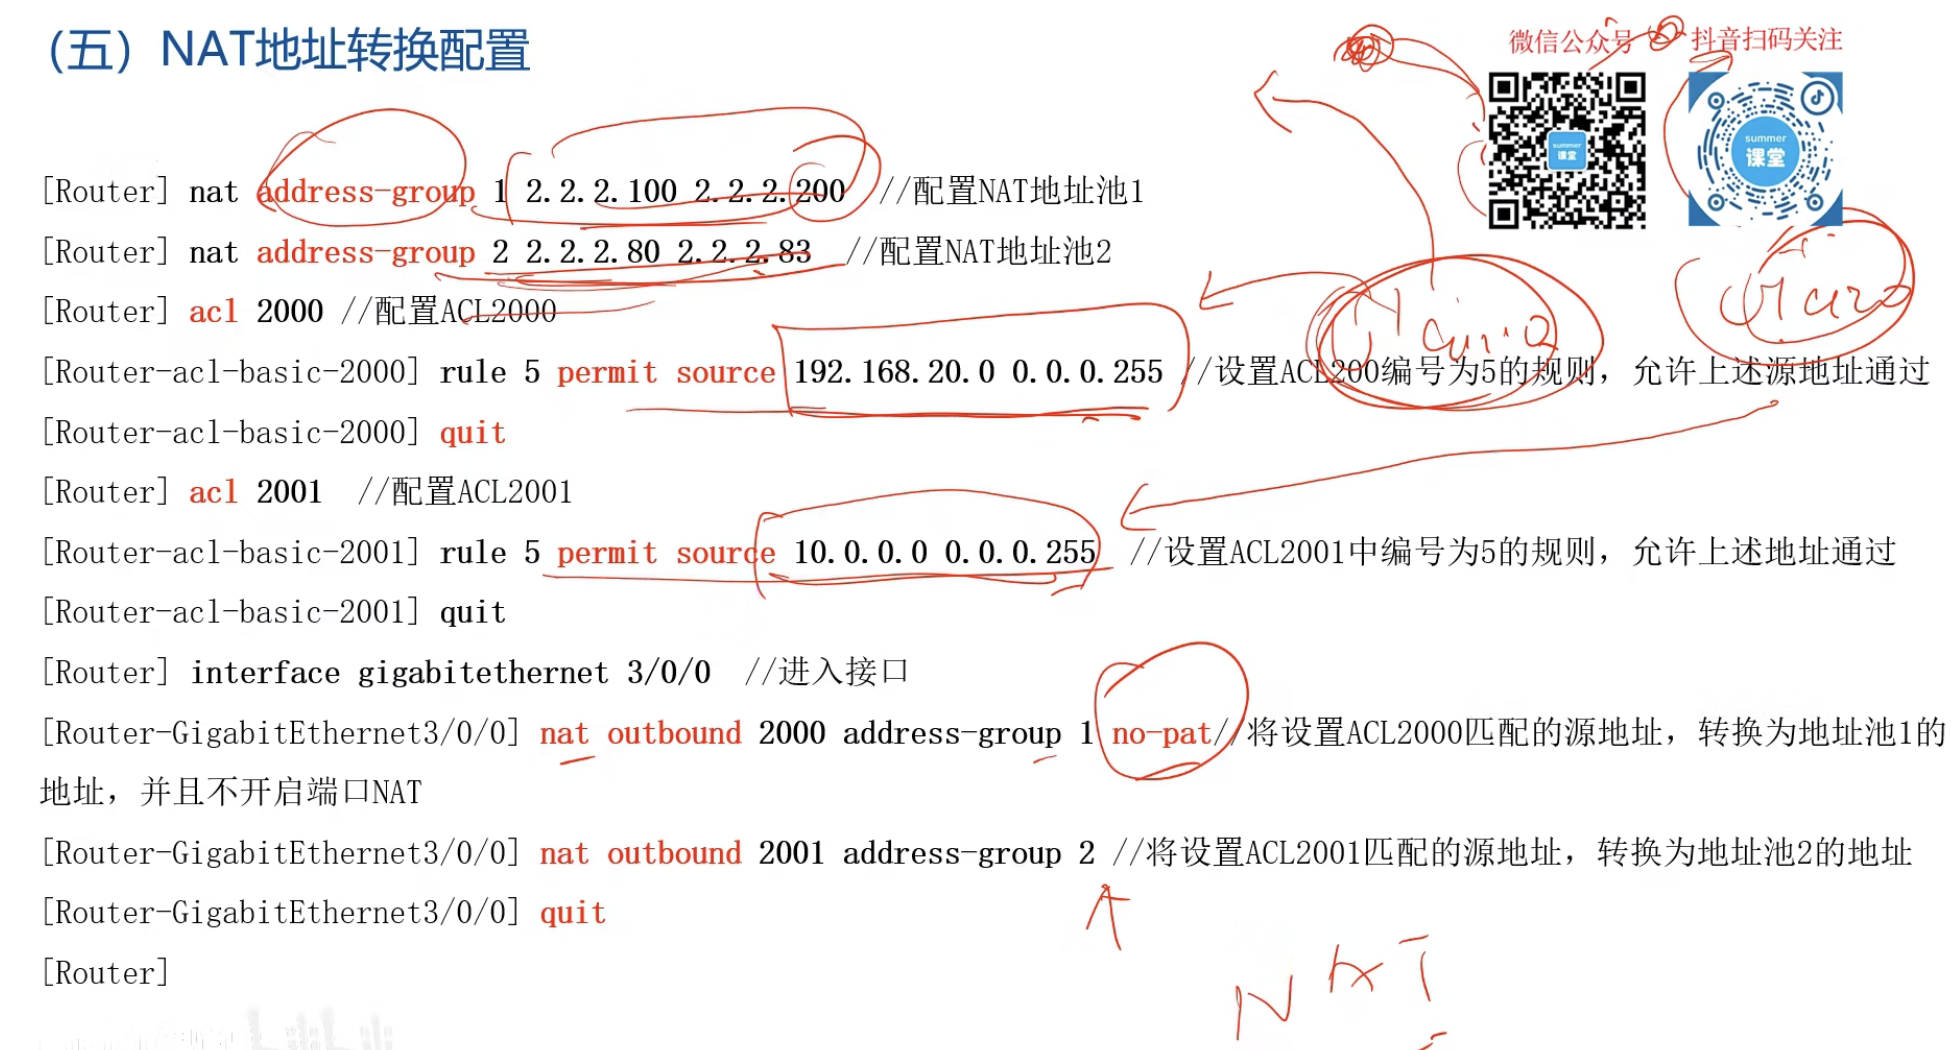 (五) NAT地址转换配置
微信公众号 抖音扫码关注
summer
课堂
summer
课堂
[Router] nat address-group 1 2.2.2.100 2.2.2.200 //配置NAT地址池1
[Router] nat address-group 2 2.2.2.80 2.2.2.83 //配置NAT地址池2
[Router] acl 2000 //配置ACL2000
[Router-acl-basic-2000] rule 5 permit source 192.168.20.0 0.0.0.255 //设置ACL200编号为5的规则，允许上述源地址通过
[Router-acl-basic-2000] quit
[Router] acl 2001 //配置ACL2001
[Router-acl-basic-2001] rule 5 permit source 10.0.0.0 0.0.0.255 //设置ACL2001中编号为5的规则，允许上述地址通过
[Router-acl-basic-2001] quit
[Router] interface gigabitethernet 3/0/0 //进入接口
[Router-GigabitEthernet3/0/0] nat outbound 2000 address-group 1 no-pat//将设置ACL2000匹配的源地址，转换为地址池1的
地址，并且不开启端口NAT
[Router-GigabitEthernet3/0/0] nat outbound 2001 address-group 2 //将设置ACL2001匹配的源地址，转换为地址池2的地址
[Router-GigabitEthernet3/0/0] quit
[Router]
NAT